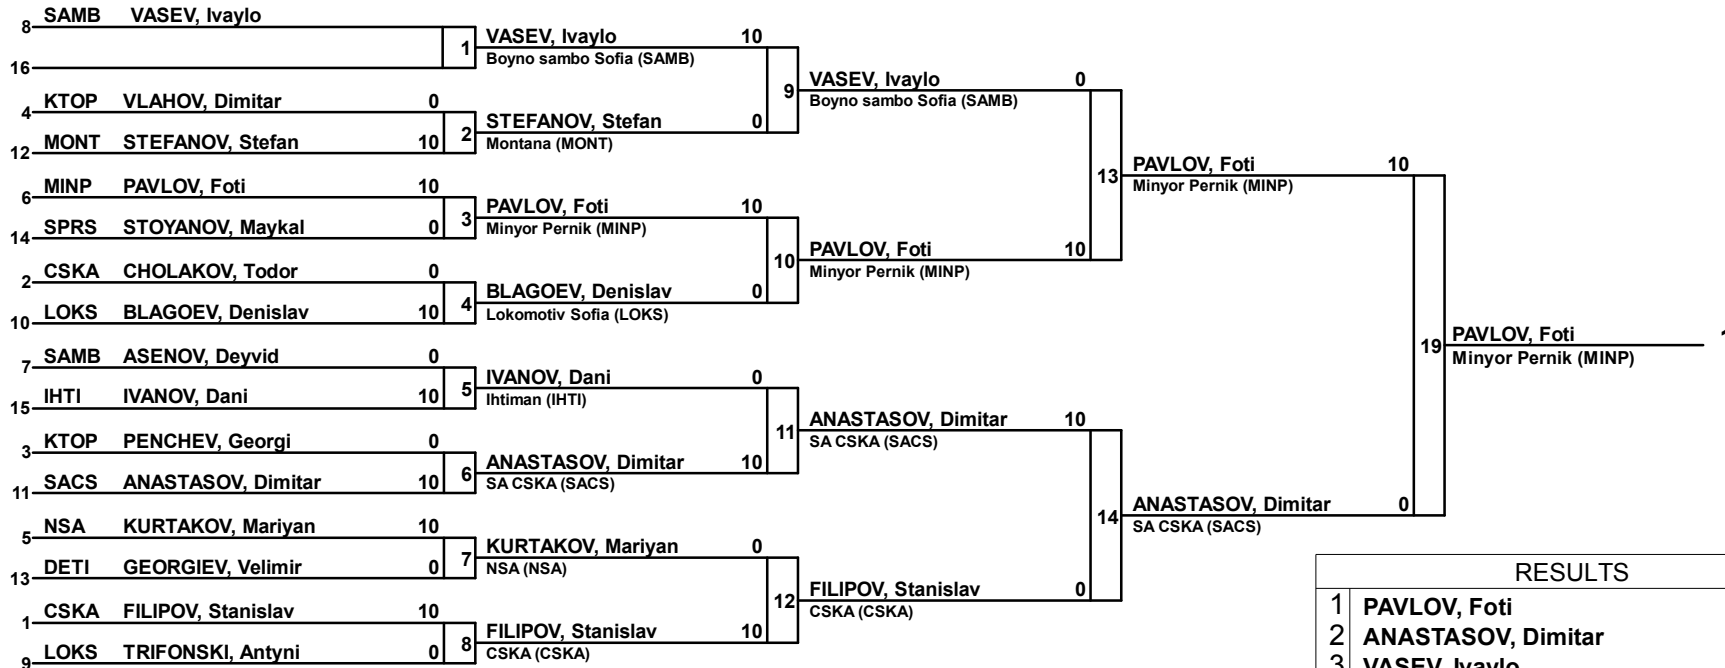 8 SAMB VASEV, Ivaylo
16
1 VASEV, Ivaylo 10
Boyno sambo Sofia (SAMB)
4 KTOP VLAHOV, Dimitar 0
12 MONT STEFANOV, Stefan 10
2 STEFANOV, Stefan 0
Montana (MONT)
6 MINP PAVLOV, Foti 10
14 SPRS STOYANOV, Maykal 0
3 PAVLOV, Foti 10
Minyor Pernik (MINP)
2 CSKA CHOLAKOV, Todor 0
10 LOKS BLAGOEV, Denislav 10
4 BLAGOEV, Denislav 0
Lokomotiv Sofia (LOKS)
7 SAMB ASENOV, Deyvid 0
15 IHTI IVANOV, Dani 10
5 IVANOV, Dani 0
Ihtiman (IHTI)
3 KTOP PENCHEV, Georgi 0
11 SACS ANASTASOV, Dimitar 10
6 ANASTASOV, Dimitar 10
SA CSKA (SACS)
5 NSA KURTAKOV, Mariyan 10
13 DETI GEORGIEV, Velimir 0
7 KURTAKOV, Mariyan 0
NSA (NSA)
1 CSKA FILIPOV, Stanislav 10
9 LOKS TRIFONSKI, Antyni 0
8 FILIPOV, Stanislav 10
CSKA (CSKA)
9 VASEV, Ivaylo 0
Boyno sambo Sofia (SAMB)
10 PAVLOV, Foti 10
Minyor Pernik (MINP)
11 ANASTASOV, Dimitar 10
SA CSKA (SACS)
12 FILIPOV, Stanislav 0
CSKA (CSKA)
13 PAVLOV, Foti 10
Minyor Pernik (MINP)
14 ANASTASOV, Dimitar 0
SA CSKA (SACS)
19 PAVLOV, Foti
Minyor Pernik (MINP)
RESULTS
1 PAVLOV, Foti
2 ANASTASOV, Dimitar
3 VASEV, Ivaylo